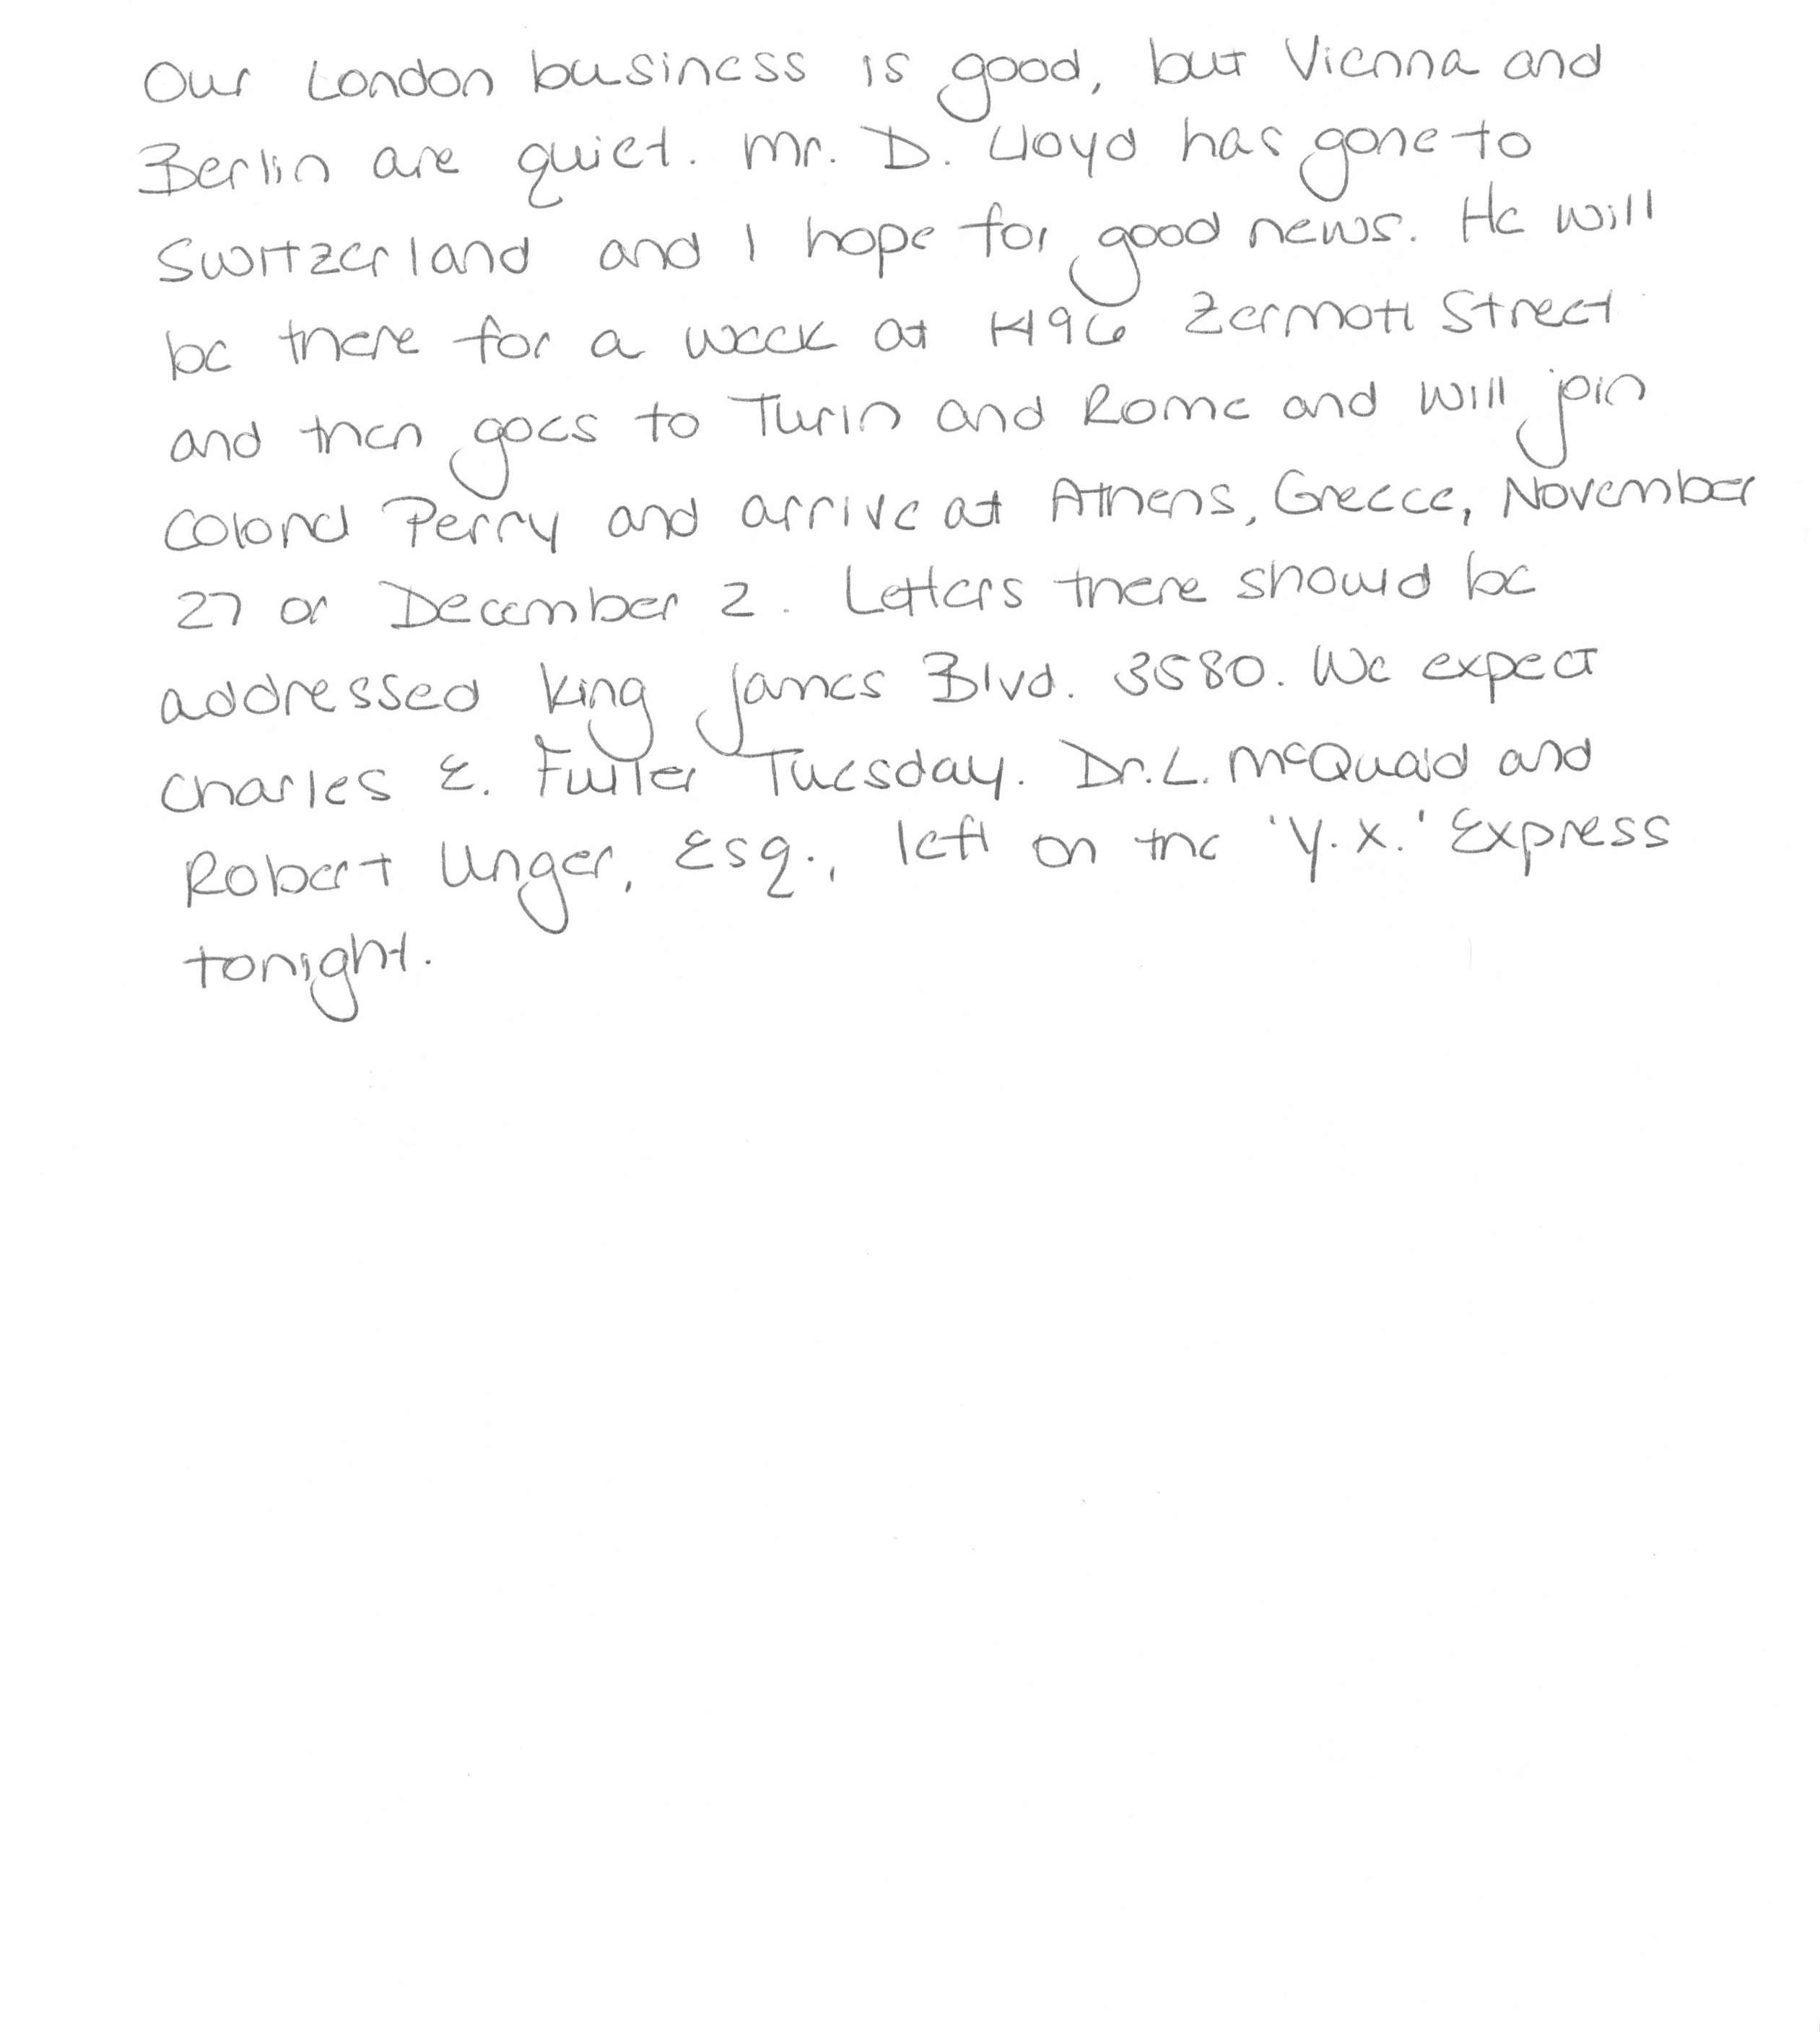 Our London business is good, but Vienna and
Berlin are quiet. Mr. D. Lloyd has gone to
Switzerland and I hope for good news. He will
be there for a week at 1496 Zermott Street
and then goes to Turin and Rome and will join
Colonel Perry and arrive at Athens, Greece, November
27 or December 2. Letters there should be
addressed King James Blvd. 3580. We expect
Charles E. Fuller Tuesday. Dr. L. McQuaid and
Robert Unger, Esq., left on the 'Y.X.' Express
tonight.